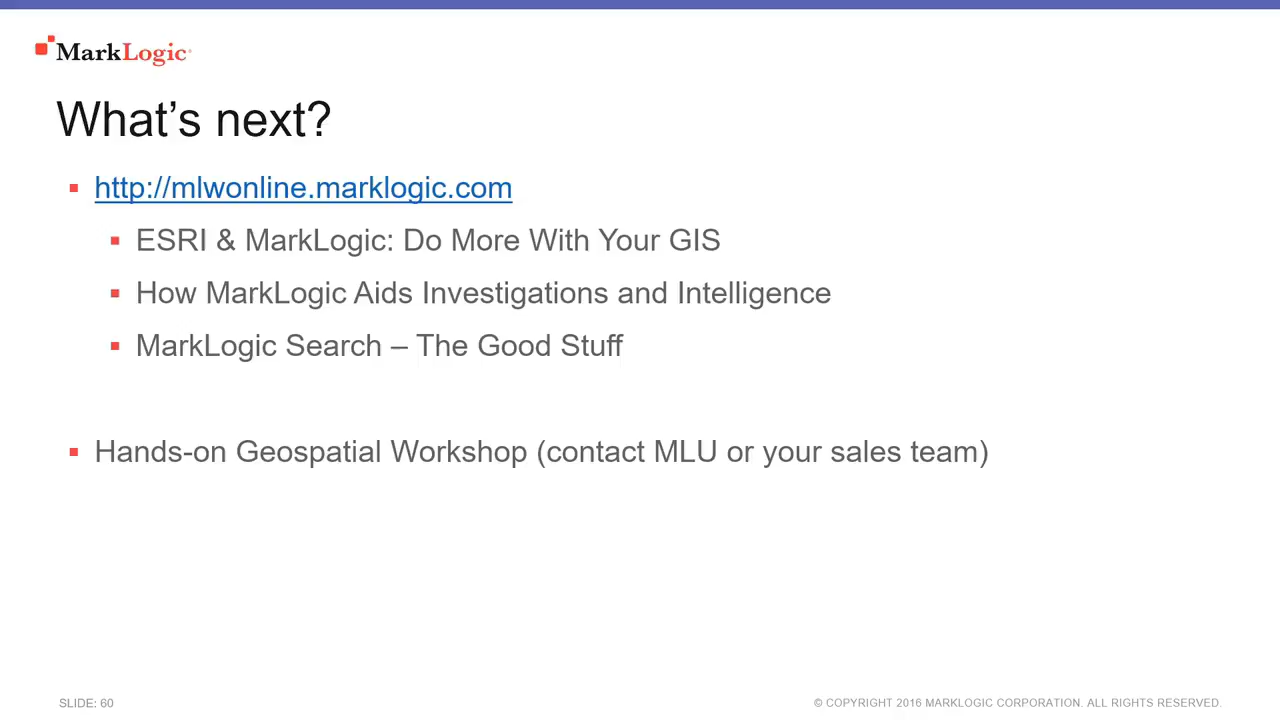 MarkLogic
What's next?
http://mlwonline.marklogic.com
ESRI & MarkLogic: Do More With Your GIS
How MarkLogic Aids Investigations and Intelligence
MarkLogic Search – The Good Stuff
Hands-on Geospatial Workshop (contact MLU or your sales team)
SLIDE: 60
© COPYRIGHT 2016 MARKLOGIC CORPORATION. ALL RIGHTS RESERVED.